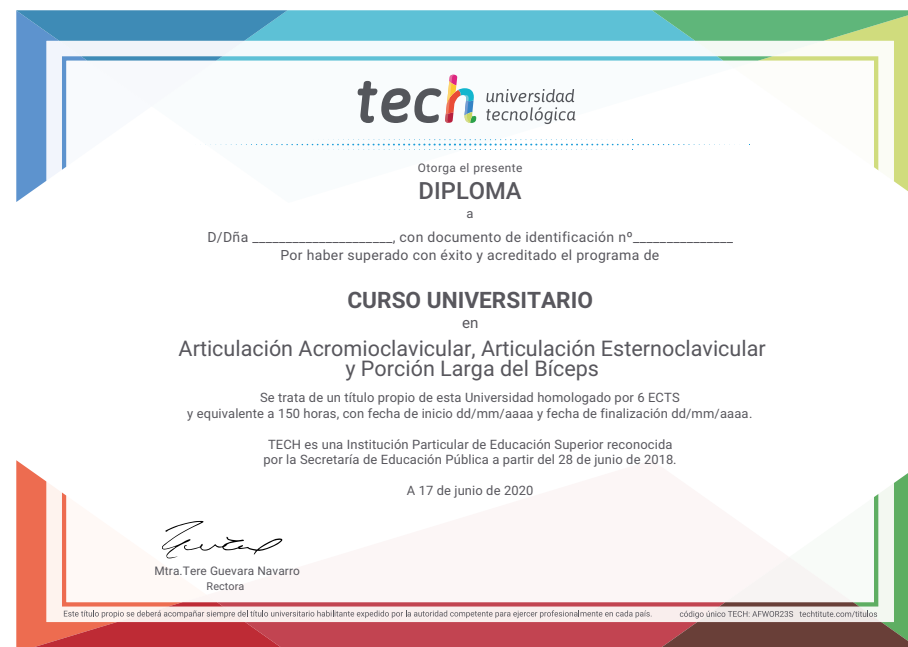 tech universidad
tecnológica
Otorga el presente
DIPLOMA
a
D/Dña ______________________, con documento de identificación nº_______________
Por haber superado con éxito y acreditado el programa de
CURSO UNIVERSITARIO
en
Articulación Acromioclavicular, Articulación Esternoclavicular
y Porción Larga del Bíceps
Se trata de un título propio de esta Universidad homologado por 6 ECTS
y equivalente a 150 horas, con fecha de inicio dd/mm/aaaa y fecha de finalización dd/mm/aaaa.
TECH es una Institución Particular de Educación Superior reconocida
por la Secretaría de Educación Pública a partir del 28 de junio de 2018.
A 17 de junio de 2020
Mtra.Tere Guevara Navarro
Rectora
Este título propio se deberá acompañar siempre del título universitario habilitante expedido por la autoridad competente para ejercer profesionalmente en cada país. código único TECH: AFWOR23S techtitute.com/titulos